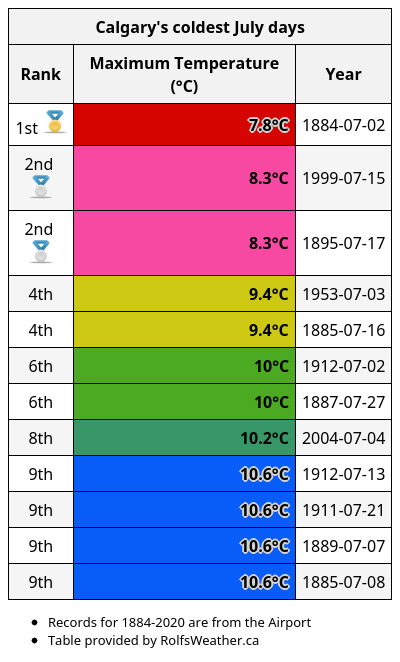 Calgary's coldest July days
Rank Maximum Temperature (°C) Year
1st 7.8°C 1884-07-02
2nd 8.3°C 1999-07-15
2nd 8.3°C 1895-07-17
4th 9.4°C 1953-07-03
4th 9.4°C 1885-07-16
6th 10°C 1912-07-02
6th 10°C 1887-07-27
8th 10.2°C 2004-07-04
9th 10.6°C 1912-07-13
9th 10.6°C 1911-07-21
9th 10.6°C 1889-07-07
9th 10.6°C 1885-07-08
Records for 1884-2020 are from the Airport
Table provided by RolfsWeather.ca